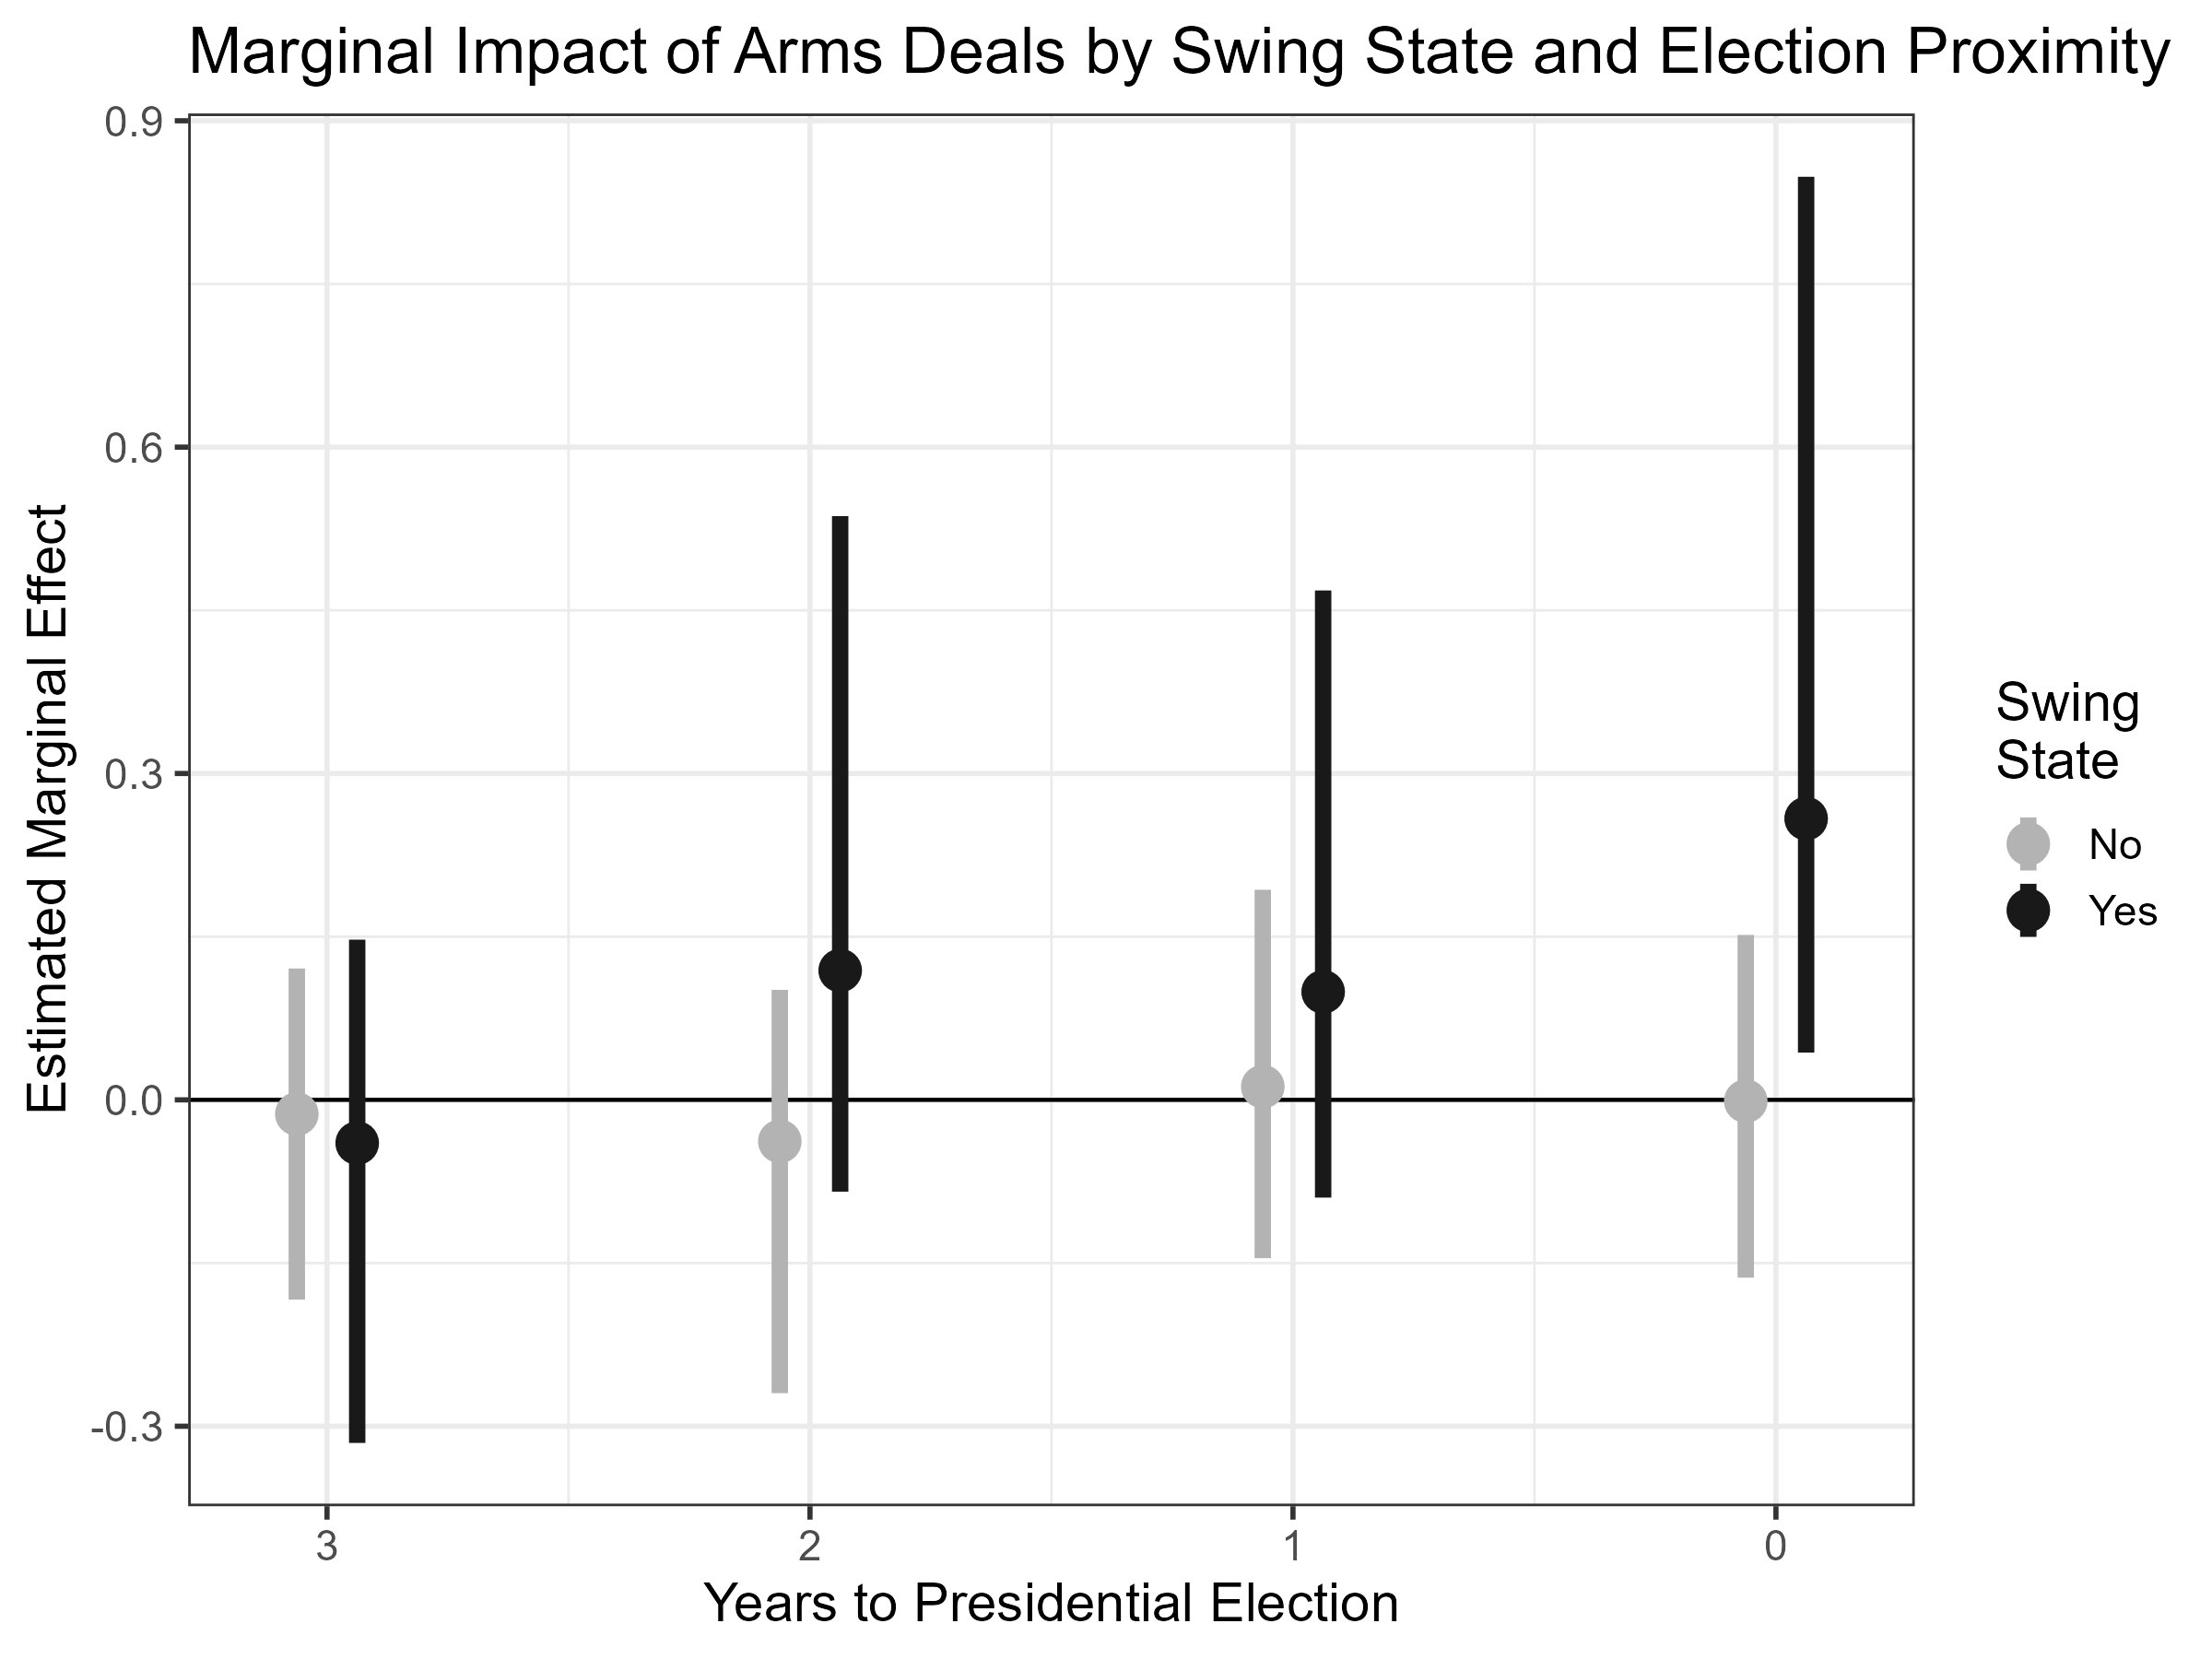 Marginal Impact of Arms Deals by Swing State and Election Proximity
Estimated Marginal Effect
0.9
0.6
0.3
0.0
-0.3
3
2
1
0
Years to Presidential Election
Swing
State
No
Yes